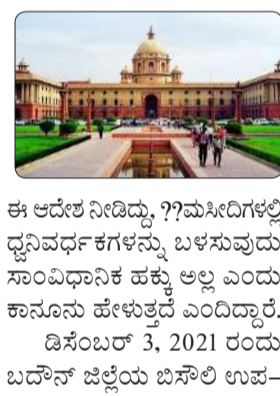 ಈ ಆದೇಶ ನೀಡಿದ್ದು, ??ಮಸೀದಿಗಳಲ್ಲಿ
ಧ್ವನಿವರ್ಧಕಗಳನ್ನು ಬಳಸುವುದು
ಸಾಂವಿಧಾನಿಕ ಹಕ್ಕು ಅಲ್ಲ ಎಂದು
ಕಾನೂನು ಹೇಳುತ್ತದೆ ಎಂದಿದ್ದಾರೆ.
ಡಿಸೆಂಬರ್ 3, 2021 ರಂದು
ಬದೌನ್ ಜಿಲ್ಲೆಯ ಬಿಸೌಲಿ ಉಪ-